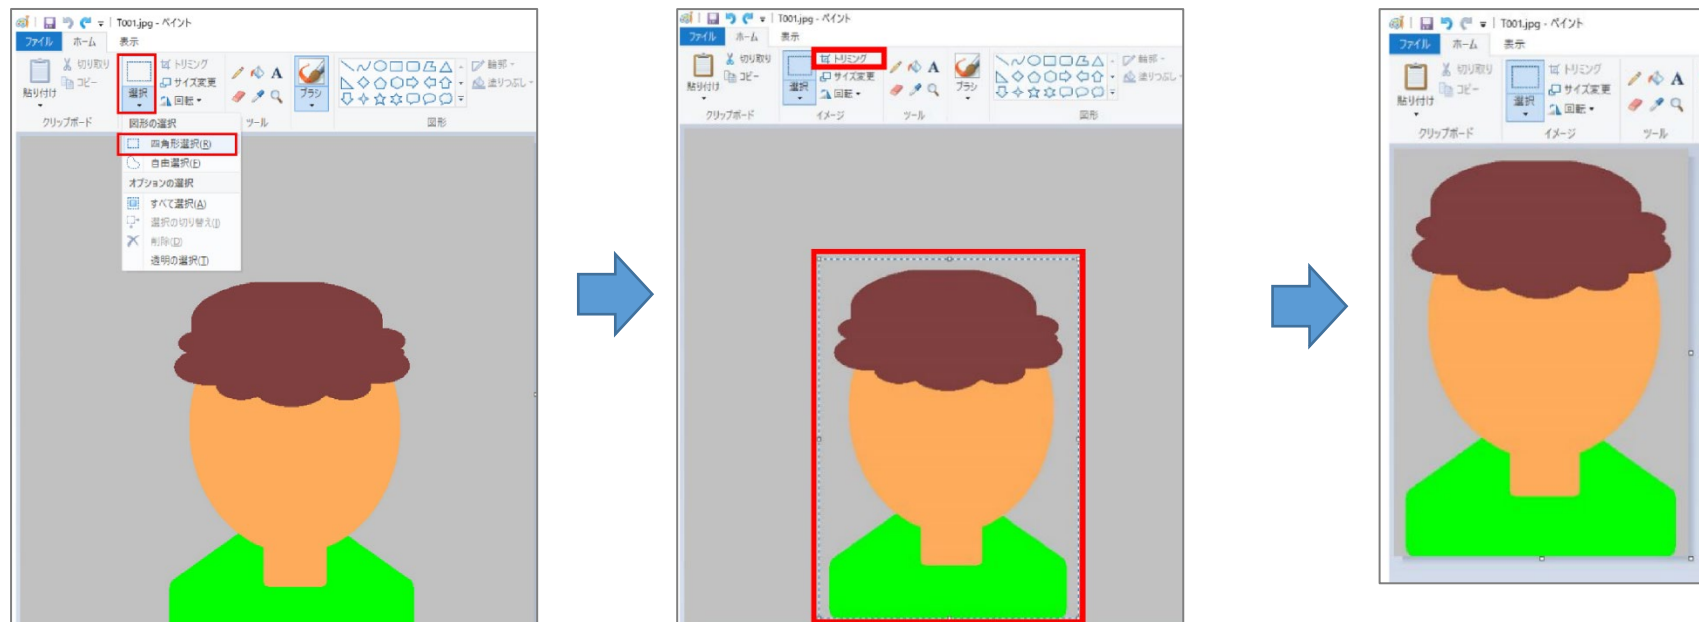 T001.jpg - ペイント
ファイル ホーム 表示
貼り付け
切り取り
コピー
クリップボード
選択
トリミング
サイズ変更
回転
A
ツール
ブラシ
輪郭
塗りつぶし
図形
図形の選択
四角形選択(R)
自由選択(F)
オプションの選択
すべて選択(A)
選択の切り替え(I)
削除(D)
透明の選択(T)
T001.jpg - ペイント
ファイル ホーム 表示
貼り付け
切り取り
コピー
クリップボード
選択
トリミング
サイズ変更
回転
イメージ
A
ツール
ブラシ
輪郭
塗りつぶし
図形
T001.jpg - ペイント
ファイル ホーム 表示
貼り付け
切り取り
コピー
クリップボード
選択
トリミング
サイズ変更
回転
イメージ
A
ツール